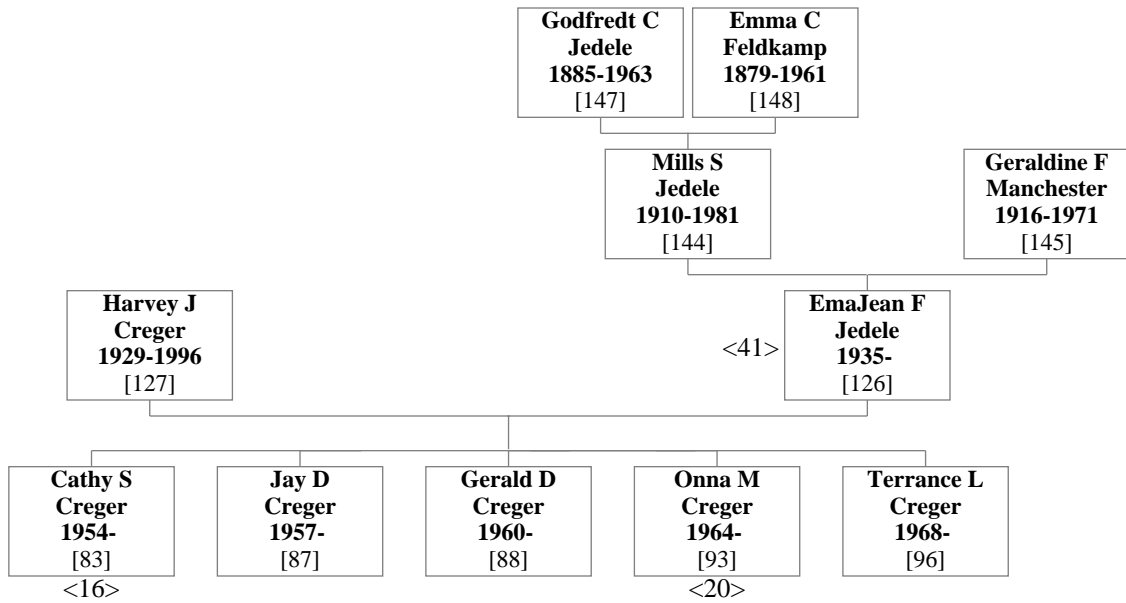 Godfredt C
Jedele
1885-1963
[147]
Emma C
Feldkamp
1879-1961
[148]
Mills S
Jedele
1910-1981
[144]
Geraldine F
Manchester
1916-1971
[145]
Harvey J
Creger
1929-1996
[127]
<41>
EmaJean F
Jedele
1935-
[126]
Cathy S
Creger
1954-
[83]
<16>
Jay D
Creger
1957-
[87]
Gerald D
Creger
1960-
[88]
Onna M
Creger
1964-
[93]
<20>
Terrance L
Creger
1968-
[96]